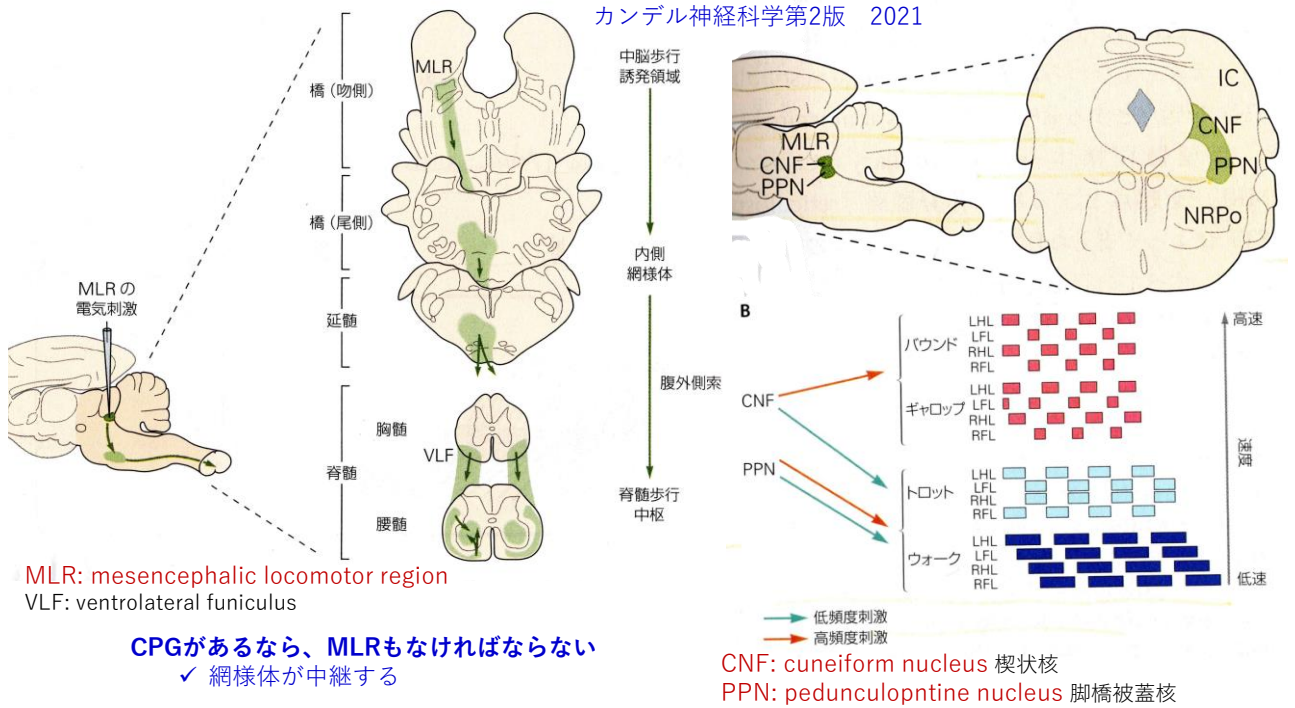 カンデル神経科学第2版 2021
MLR
橋（吻側）
橋（尾側）
延髄
胸髄
脊髄
腰髄
VLF
MLRの
電気刺激
中脳歩行
誘発領域
内側
網様体
腹外側索
脊髄歩行
中枢
MLR: mesencephalic locomotor region
VLF: ventrolateral funiculus
CPGがあるなら、MLRもなければならない
✓ 網様体が中継する
MLR
CNF
PPN
IC
CNF
PPN
NRPo
B
CNF
PPN
バウンド
LHL
LFL
RHL
RFL
ギャロップ
LHL
LFL
RHL
RFL
トロット
LHL
LFL
RHL
RFL
ウォーク
LHL
LFL
RHL
RFL
高速
速度
低速
低頻度刺激
高頻度刺激
CNF: cuneiform nucleus 楔状核
PPN: pedunculopntine nucleus 脚橋被蓋核